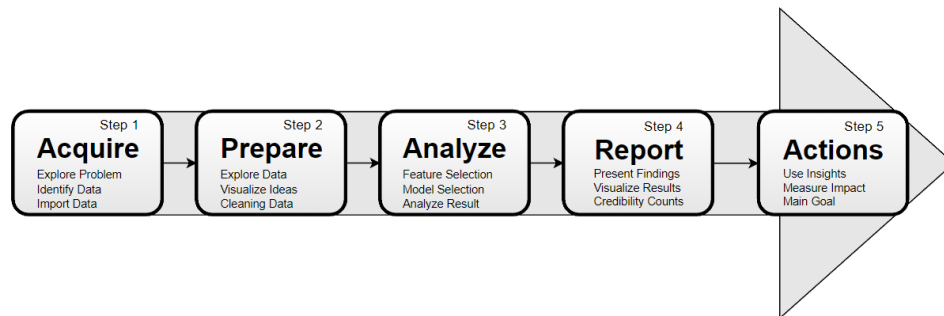 Step 1
Acquire
Explore Problem
Identify Data
Import Data
Step 2
Prepare
Explore Data
Visualize Ideas
Cleaning Data
Step 3
Analyze
Feature Selection
Model Selection
Analyze Result
Step 4
Report
Present Findings
Visualize Results
Credibility Counts
Step 5
Actions
Use Insights
Measure Impact
Main Goal